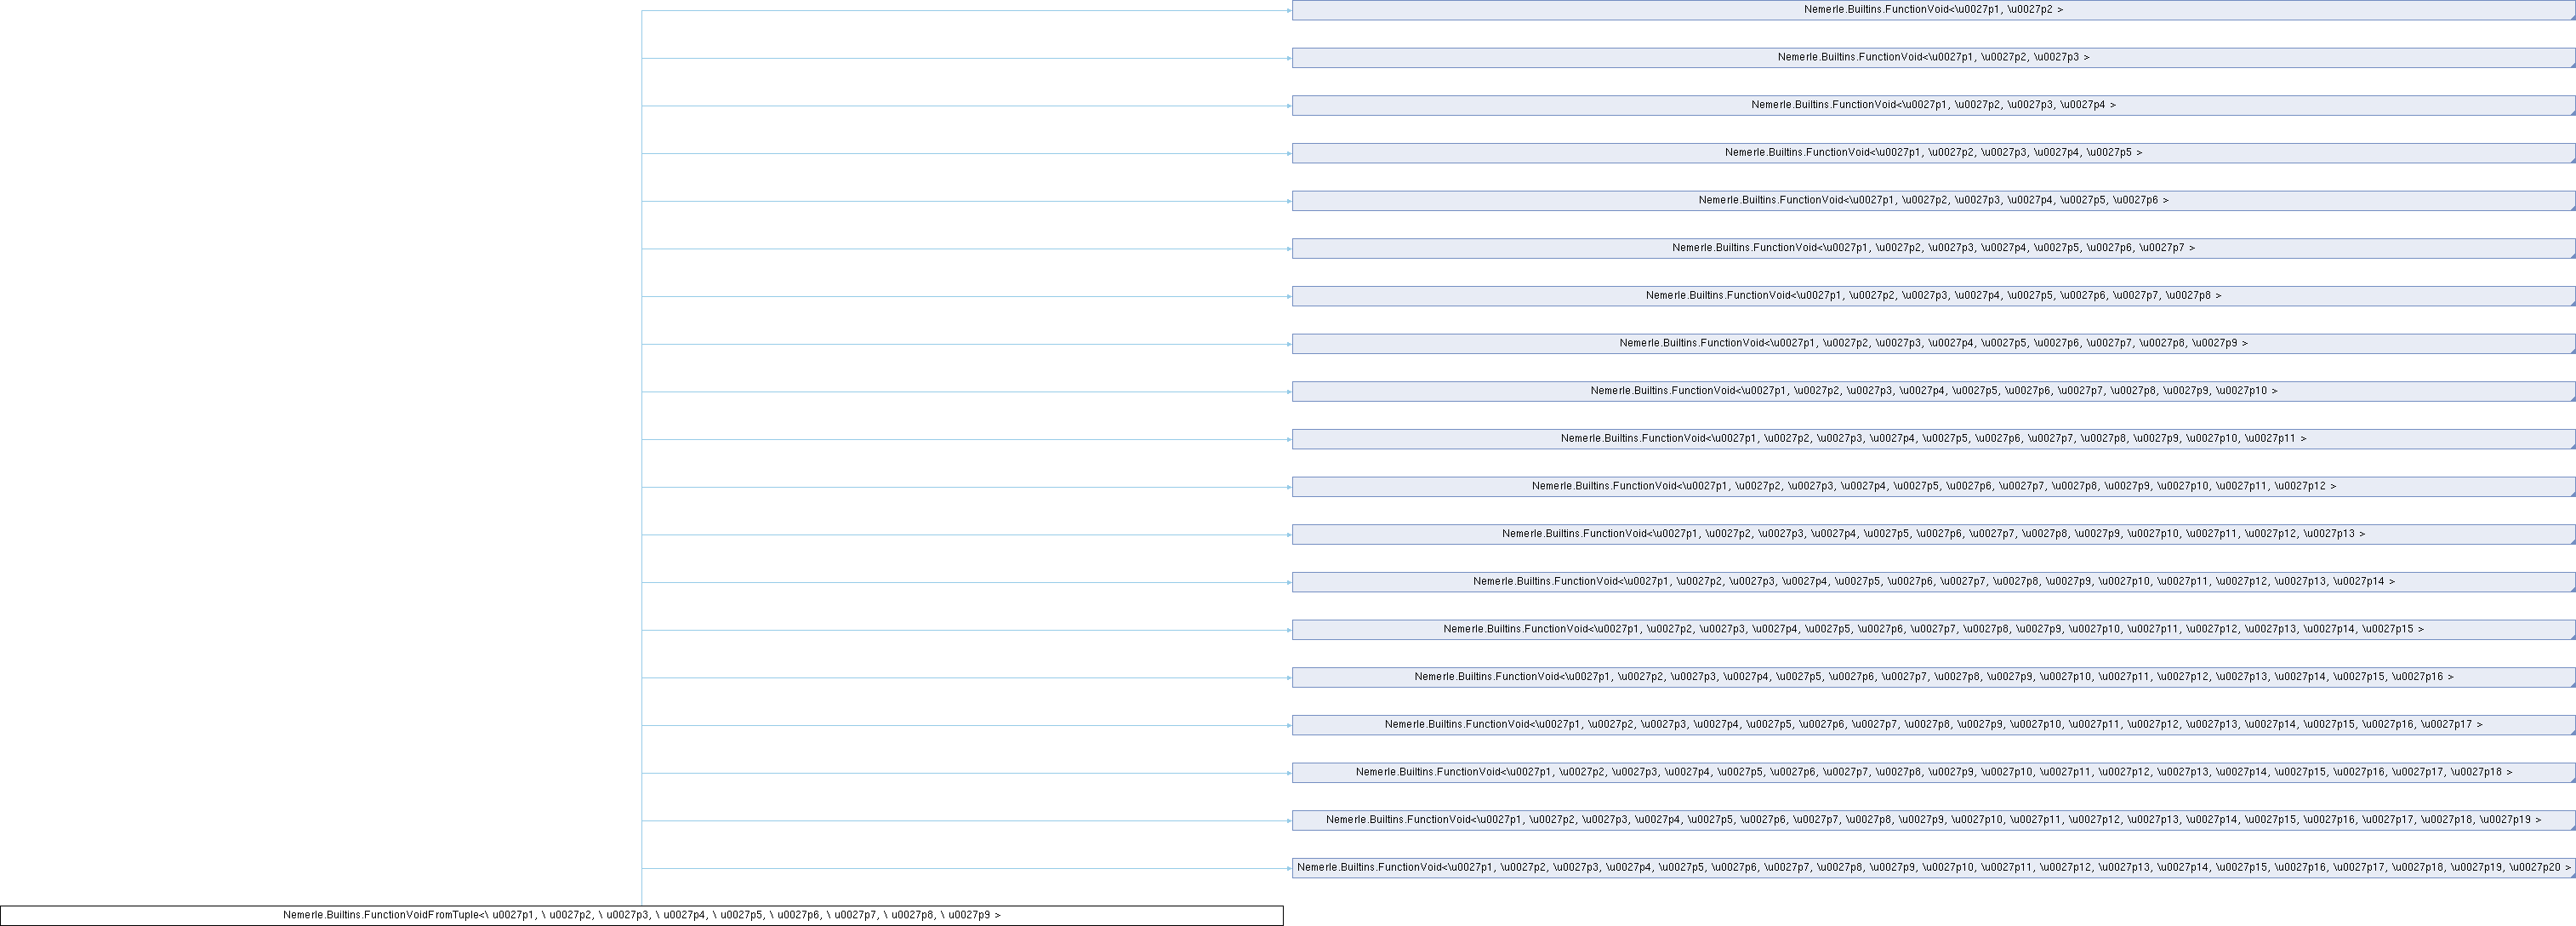 Nemerle.Builtins.FunctionVoid<\u0027p1, \u0027p2 >
Nemerle.Builtins.FunctionVoid<\u0027p1, \u0027p2, \u0027p3 >
Nemerle.Builtins.FunctionVoid<\u0027p1, \u0027p2, \u0027p3, \u0027p4 >
Nemerle.Builtins.FunctionVoid<\u0027p1, \u0027p2, \u0027p3, \u0027p4, \u0027p5 >
Nemerle.Builtins.FunctionVoid<\u0027p1, \u0027p2, \u0027p3, \u0027p4, \u0027p5, \u0027p6 >
Nemerle.Builtins.FunctionVoid<\u0027p1, \u0027p2, \u0027p3, \u0027p4, \u0027p5, \u0027p6, \u0027p7 >
Nemerle.Builtins.FunctionVoid<\u0027p1, \u0027p2, \u0027p3, \u0027p4, \u0027p5, \u0027p6, \u0027p7, \u0027p8 >
Nemerle.Builtins.FunctionVoid<\u0027p1, \u0027p2, \u0027p3, \u0027p4, \u0027p5, \u0027p6, \u0027p7, \u0027p8, \u0027p9 >
Nemerle.Builtins.FunctionVoid<\u0027p1, \u0027p2, \u0027p3, \u0027p4, \u0027p5, \u0027p6, \u0027p7, \u0027p8, \u0027p9, \u0027p10 >
Nemerle.Builtins.FunctionVoid<\u0027p1, \u0027p2, \u0027p3, \u0027p4, \u0027p5, \u0027p6, \u0027p7, \u0027p8, \u0027p9, \u0027p10, \u0027p11 >
Nemerle.Builtins.FunctionVoid<\u0027p1, \u0027p2, \u0027p3, \u0027p4, \u0027p5, \u0027p6, \u0027p7, \u0027p8, \u0027p9, \u0027p10, \u0027p11, \u0027p12 >
Nemerle.Builtins.FunctionVoid<\u0027p1, \u0027p2, \u0027p3, \u0027p4, \u0027p5, \u0027p6, \u0027p7, \u0027p8, \u0027p9, \u0027p10, \u0027p11, \u0027p12, \u0027p13 >
Nemerle.Builtins.FunctionVoid<\u0027p1, \u0027p2, \u0027p3, \u0027p4, \u0027p5, \u0027p6, \u0027p7, \u0027p8, \u0027p9, \u0027p10, \u0027p11, \u0027p12, \u0027p13, \u0027p14 >
Nemerle.Builtins.FunctionVoid<\u0027p1, \u0027p2, \u0027p3, \u0027p4, \u0027p5, \u0027p6, \u0027p7, \u0027p8, \u0027p9, \u0027p10, \u0027p11, \u0027p12, \u0027p13, \u0027p14, \u0027p15 >
Nemerle.Builtins.FunctionVoid<\u0027p1, \u0027p2, \u0027p3, \u0027p4, \u0027p5, \u0027p6, \u0027p7, \u0027p8, \u0027p9, \u0027p10, \u0027p11, \u0027p12, \u0027p13, \u0027p14, \u0027p15, \u0027p16 >
Nemerle.Builtins.FunctionVoid<\u0027p1, \u0027p2, \u0027p3, \u0027p4, \u0027p5, \u0027p6, \u0027p7, \u0027p8, \u0027p9, \u0027p10, \u0027p11, \u0027p12, \u0027p13, \u0027p14, \u0027p15, \u0027p16, \u0027p17 >
Nemerle.Builtins.FunctionVoid<\u0027p1, \u0027p2, \u0027p3, \u0027p4, \u0027p5, \u0027p6, \u0027p7, \u0027p8, \u0027p9, \u0027p10, \u0027p11, \u0027p12, \u0027p13, \u0027p14, \u0027p15, \u0027p16, \u0027p17, \u0027p18 >
Nemerle.Builtins.FunctionVoid<\u0027p1, \u0027p2, \u0027p3, \u0027p4, \u0027p5, \u0027p6, \u0027p7, \u0027p8, \u0027p9, \u0027p10, \u0027p11, \u0027p12, \u0027p13, \u0027p14, \u0027p15, \u0027p16, \u0027p17, \u0027p18, \u0027p19 >
Nemerle.Builtins.FunctionVoid<\u0027p1, \u0027p2, \u0027p3, \u0027p4, \u0027p5, \u0027p6, \u0027p7, \u0027p8, \u0027p9, \u0027p10, \u0027p11, \u0027p12, \u0027p13, \u0027p14, \u0027p15, \u0027p16, \u0027p17, \u0027p18, \u0027p19, \u0027p20 >
Nemerle.Builtins.FunctionVoidFromTuple<\ u0027p1, \ u0027p2, \ u0027p3, \ u0027p4, \ u0027p5, \ u0027p6, \ u0027p7, \ u0027p8, \ u0027p9 >